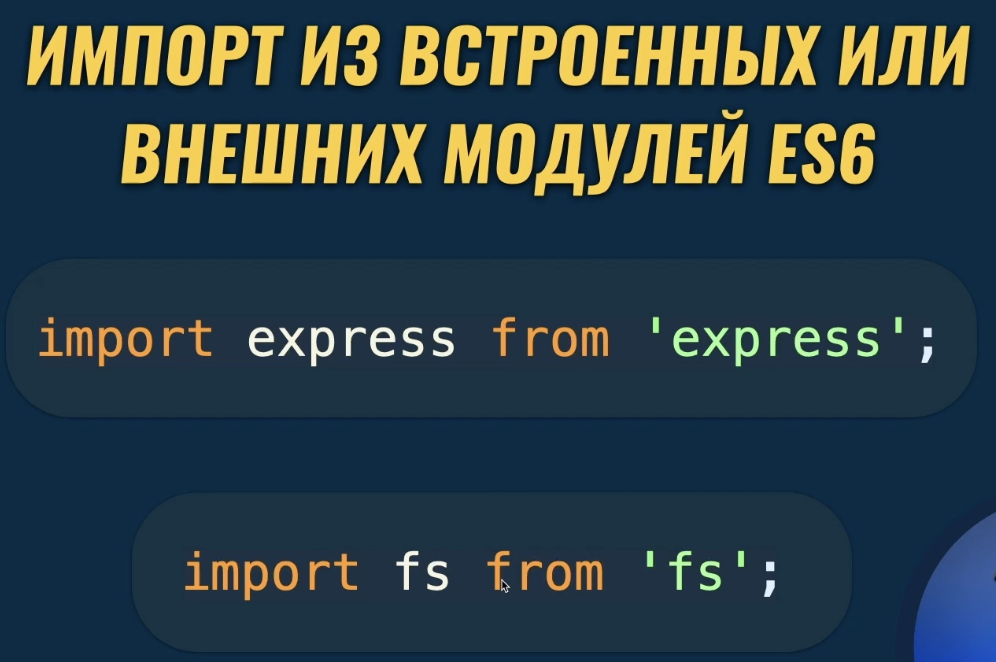 ИМПОРТ ИЗ ВСТРОЕННЫХ ИЛИ
ВНЕШНИХ МОДУЛЕЙ ES6
import express from 'express';
import fs from 'fs';